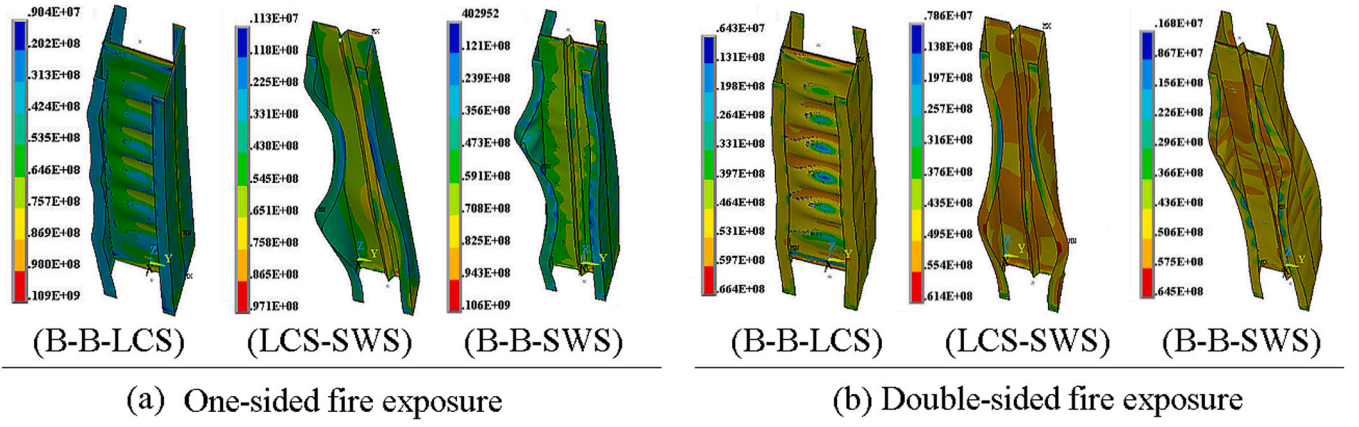 .904E+07
.202E+08
.313E+08
.424E+08
.535E+08
.646E+08
.757E+08
.869E+08
.980E+08
.109E+09
Z
Y
(B-B-LCS)
.113E+07
.118E+08
.225E+08
.331E+08
.438E+08
.545E+08
.651E+08
.758E+08
.865E+08
.971E+08
MX
Z
Y
(LCS-SWS)
402952
.121E+08
.239E+08
.356E+08
.473E+08
.591E+08
.708E+08
.825E+08
.943E+08
.106E+09
Y
(B-B-SWS)
(a) One-sided fire exposure
.643E+07
.131E+08
.198E+08
.264E+08
.331E+08
.397E+08
.464E+08
.531E+08
.597E+08
.664E+08
Z
Y
(B-B-LCS)
.786E+07
.138E+08
.197E+08
.257E+08
.316E+08
.376E+08
.435E+08
.495E+08
.554E+08
.614E+08
Z
Y
(LCS-SWS)
.168E+07
.867E+07
.156E+08
.226E+08
.296E+08
.366E+08
.436E+08
.506E+08
.575E+08
.645E+08
Z
Y
(B-B-SWS)
(b) Double-sided fire exposure